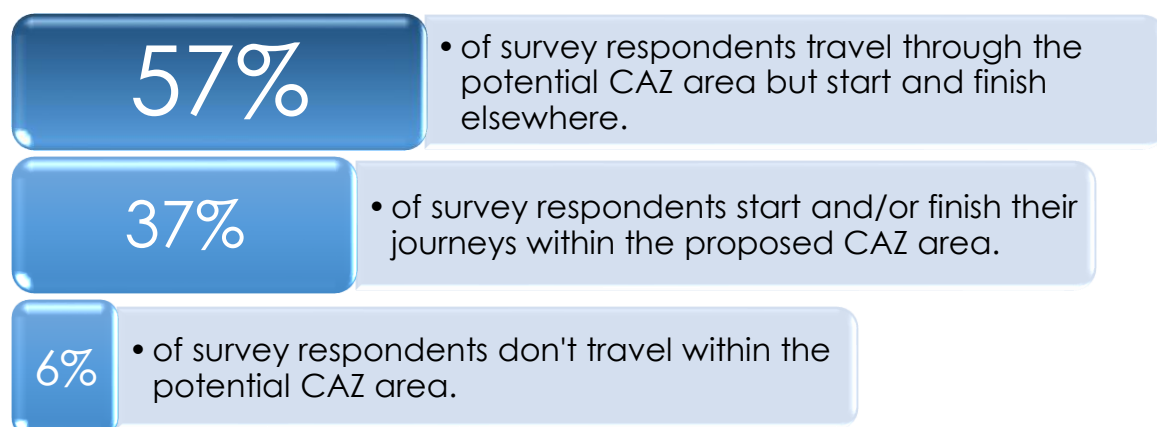 57%
• of survey respondents travel through the
potential CAZ area but start and finish
elsewhere.
37%
• of survey respondents start and/or finish their
journeys within the proposed CAZ area.
6%
• of survey respondents don't travel within the
potential CAZ area.